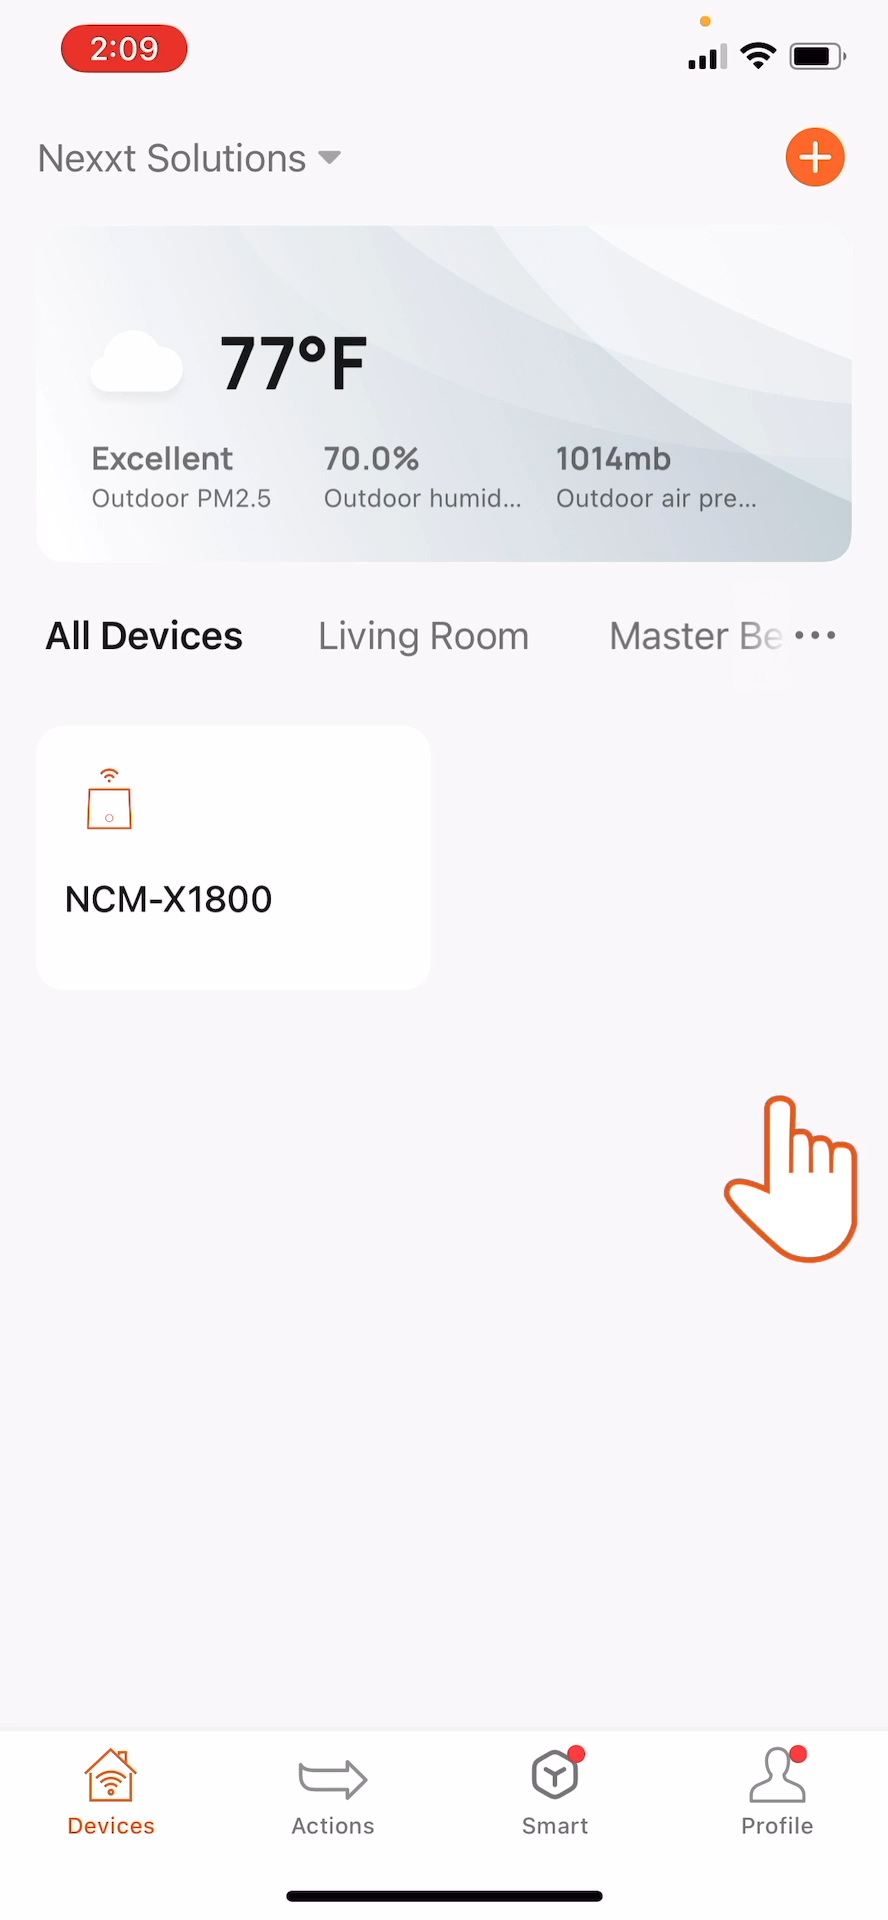 2:09
Nexxt Solutions
77°F
Excellent 70.0% 1014mb
Outdoor PM2.5 Outdoor humid... Outdoor air pre...
All Devices Living Room Master Be
NCM-X1800
Devices Actions Smart Profile